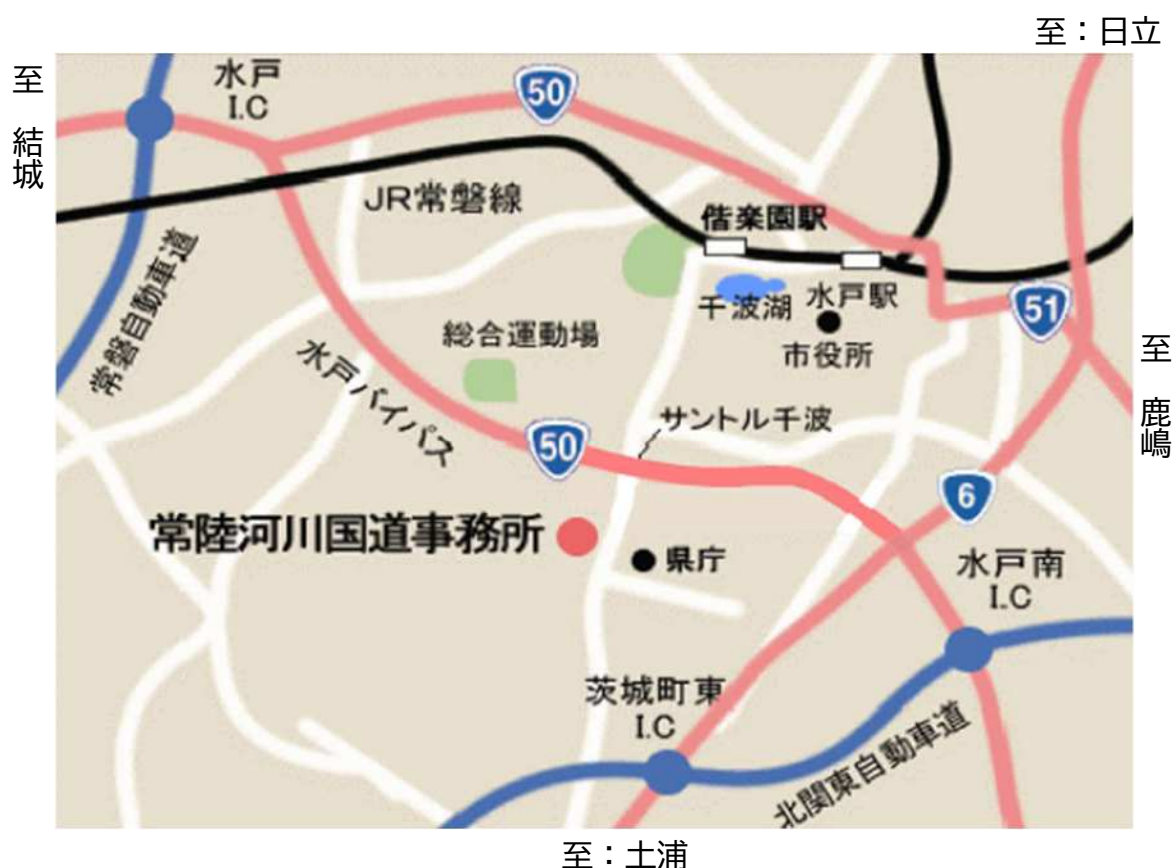 至：日立
至　結城
水戸
I.C
50
JR常磐線
偕楽園駅
常磐自動車道
千波湖
水戸駅
51
総合運動場
市役所
至　鹿嶋
水戸バイパス
サントル千波
50
6
常陸河川国道事務所
県庁
水戸南
I.C
茨城町東
I.C
北関東自動車道
至：土浦